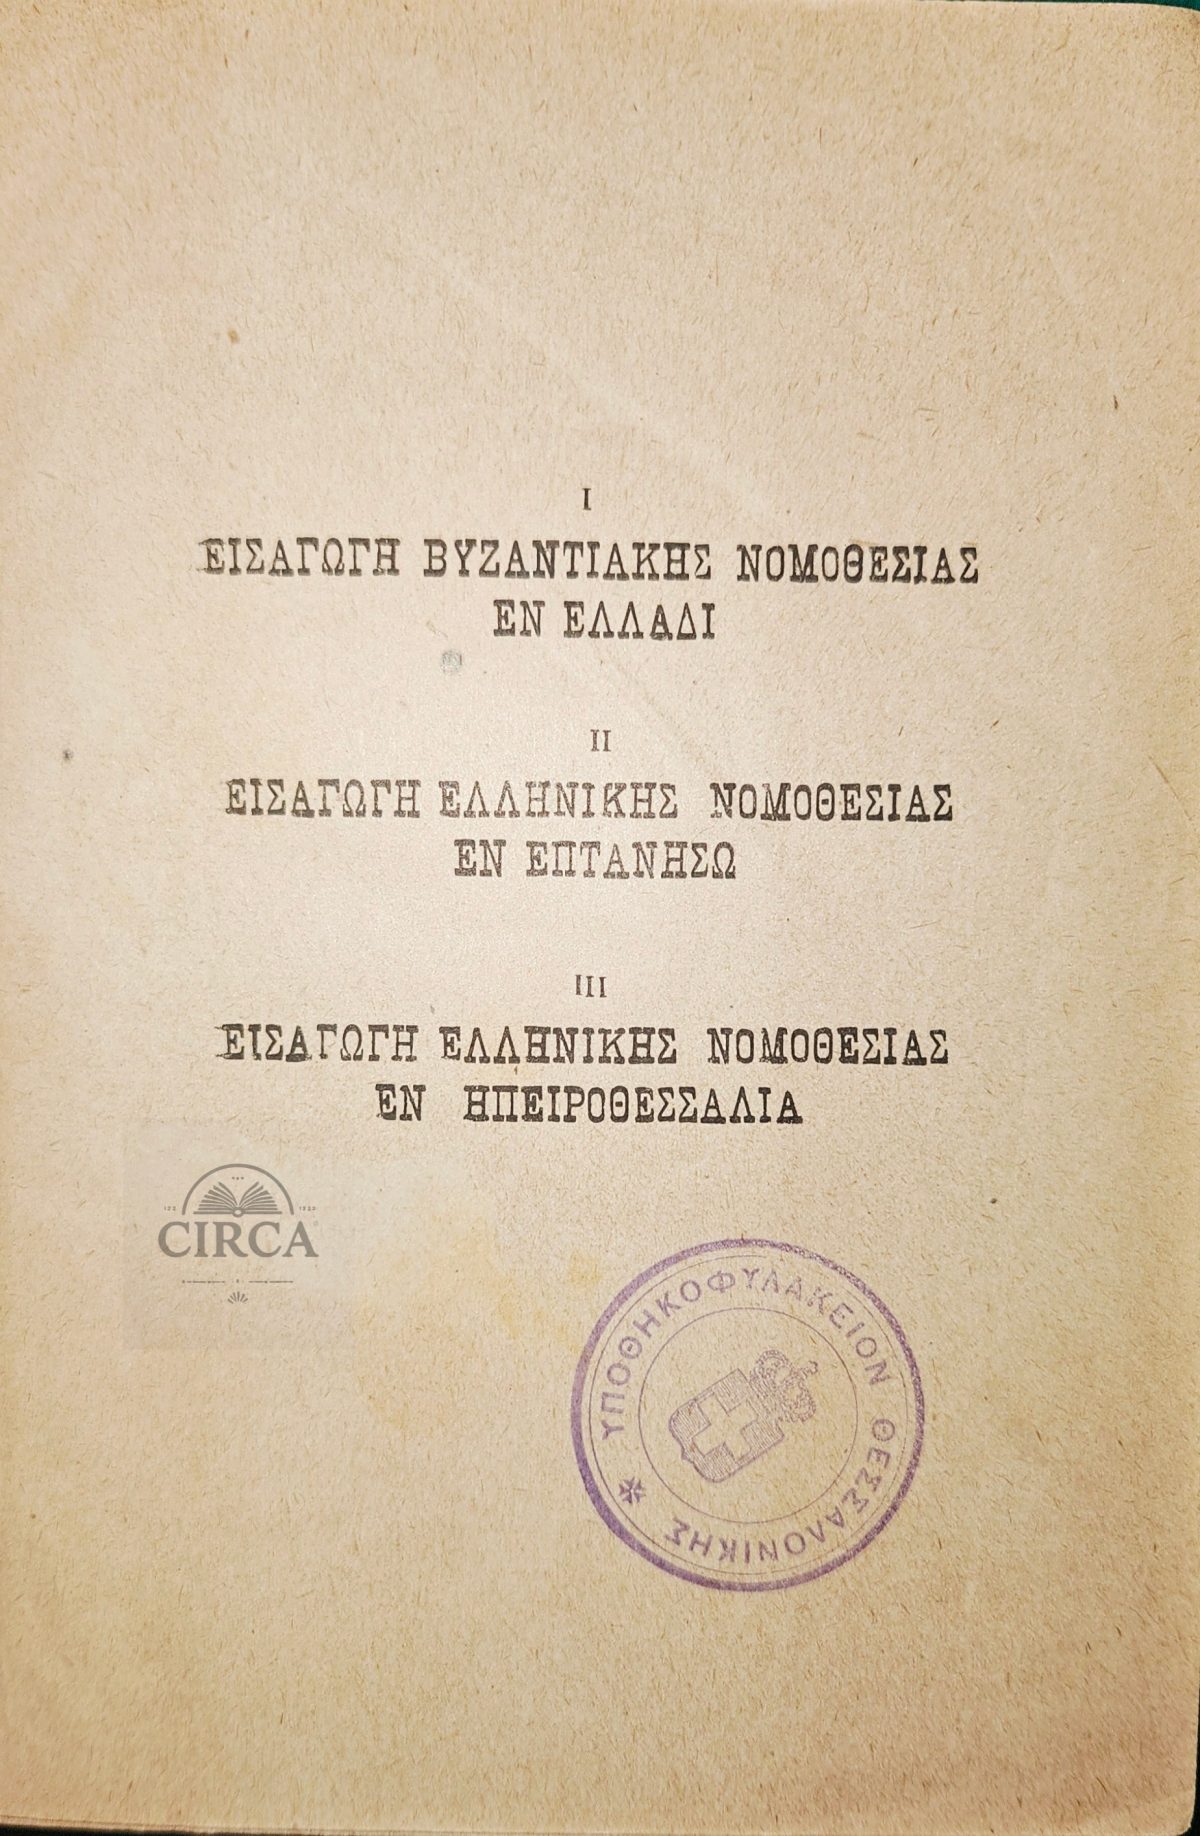 I
ΕΙΣΑΓΩΓΗ ΒΥΖΑΝΤΙΑΚΗΣ ΝΟΜΟΘΕΣΙΑΣ
ΕΝ ΕΛΛΑΔΙ
II
ΕΙΣΑΓΩΓΗ ΕΛΛΗΝΙΚΗΣ ΝΟΜΟΘΕΣΙΑΣ
ΕΝ ΕΠΤΑΝΗΣΩ
III
ΕΙΣΑΓΩΓΗ ΕΛΛΗΝΙΚΗΣ ΝΟΜΟΘΕΣΙΑΣ
ΕΝ ΗΠΕΙΡΟΘΕΣΣΑΛΙΑ
CIRCA
ΥΠΟΘΗΚΟΦΥΛΑΚΕΙΟΝ ΘΕΣΣΑΛΟΝΙΚΗΣ